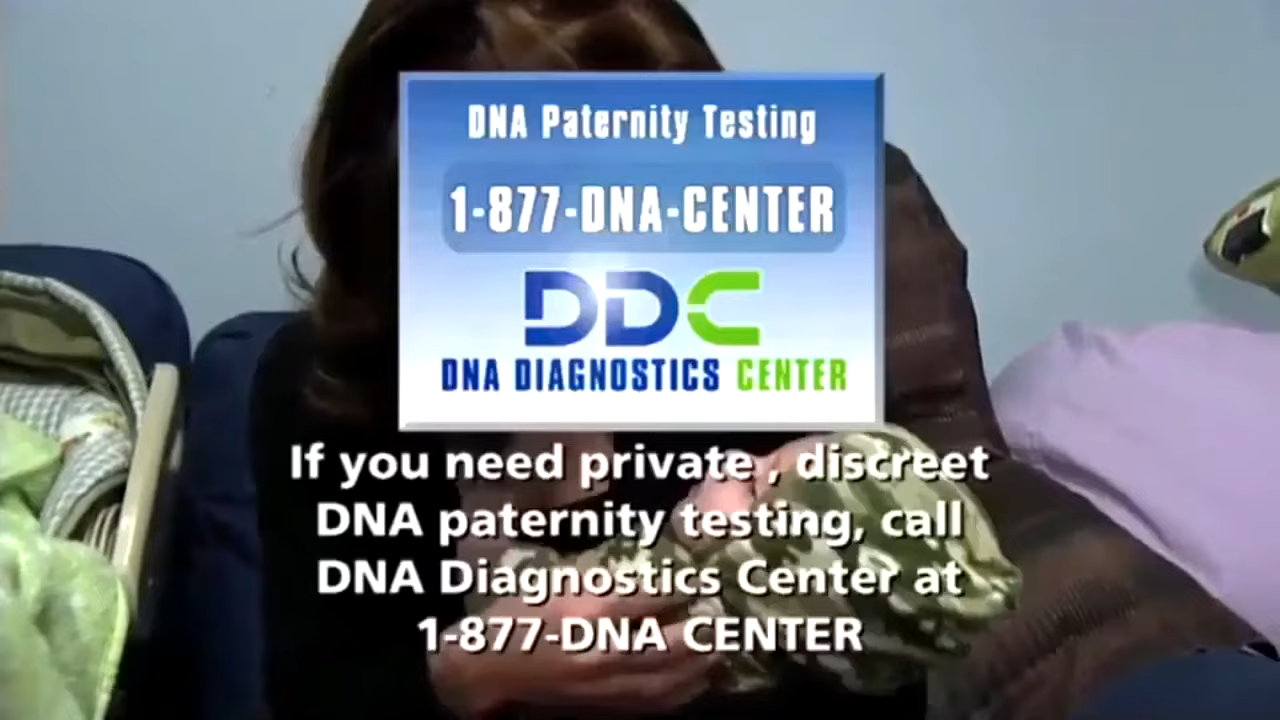 DNA Paternity Testing
1-877-DNA-CENTER
DDC
DNA DIAGNOSTICS CENTER
If you need private , discreet
DNA paternity testing, call
DNA Diagnostics Center at
1-877-DNA CENTER